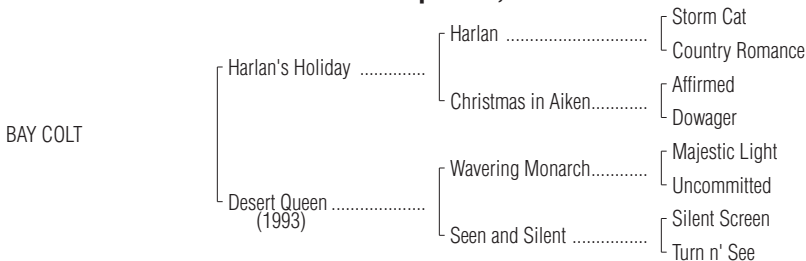 Storm Cat
Harlan ..............................
Country Romance
Harlan's Holiday ..............
Affirmed
Christmas in Aiken............
Dowager
BAY COLT
Majestic Light
Wavering Monarch............
Uncommitted
Desert Queen ....................
(1993)
Silent Screen
Seen and Silent ................
Turn n' See